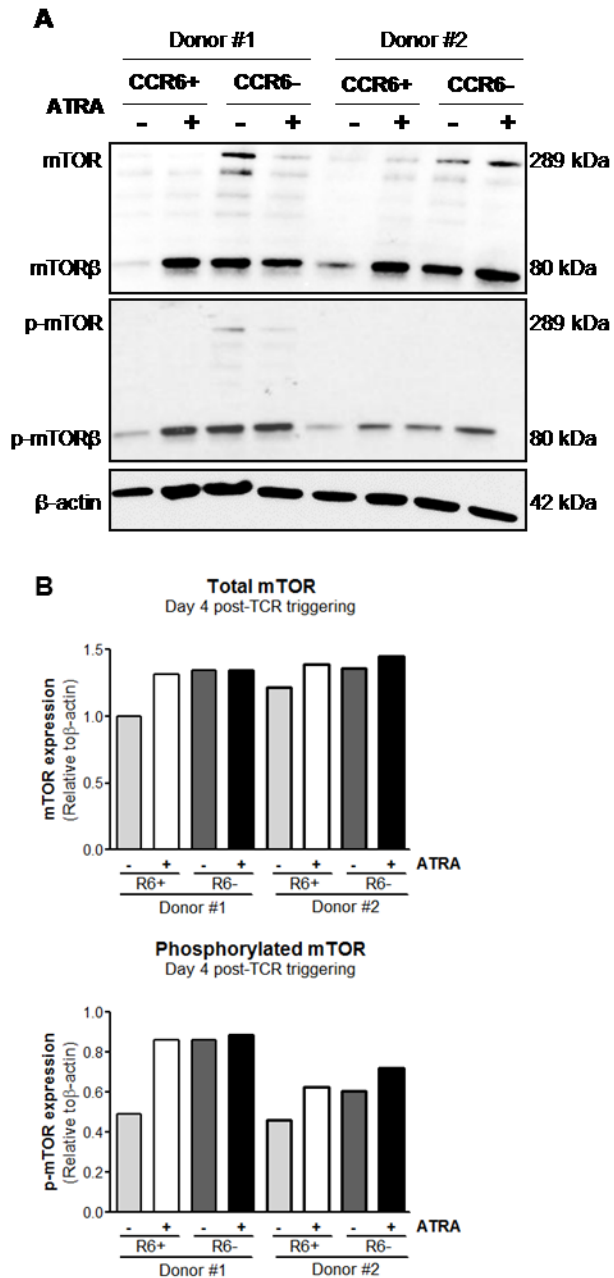 A
Donor #1 Donor #2
CCR6+ CCR6- CCR6+ CCR6-
ATRA - + - + - + - +
mTOR 289 kDa
mTORβ 80 kDa
p-mTOR 289 kDa
p-mTORβ 80 kDa
β-actin 42 kDa
B
Total mTOR
Day 4 post-TCR triggering
mTOR expression
(Relative toβ-actin)
1.5
1.0
0.5
0.0
- + - + - + - + ATRA
R6+ R6- R6+ R6-
Donor #1 Donor #2
Phosphorylated mTOR
Day 4 post-TCR triggering
p-mTOR expression
(Relative toβ-actin)
1.0
0.8
0.6
0.4
0.2
0.0
- + - + - + - + ATRA
R6+ R6- R6+ R6-
Donor #1 Donor #2